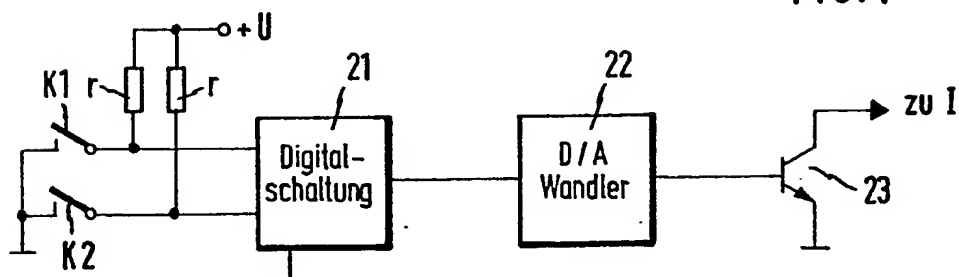 +U
K1
r
r
21
22
zu I
Digital-
schaltung
D/A
Wandler
23
K2